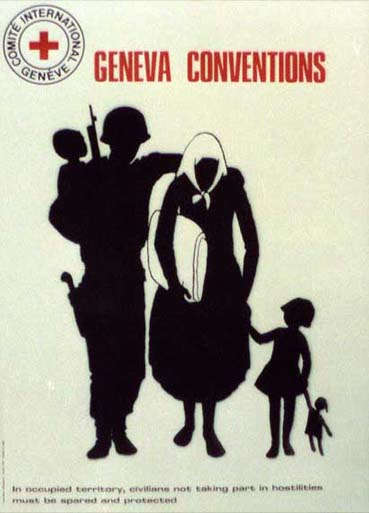 COMITÉ INTERNATIONAL
GENÈVE
GENEVA CONVENTIONS
In occupied territory, civilians not taking part in hostilities
must be spared and protected